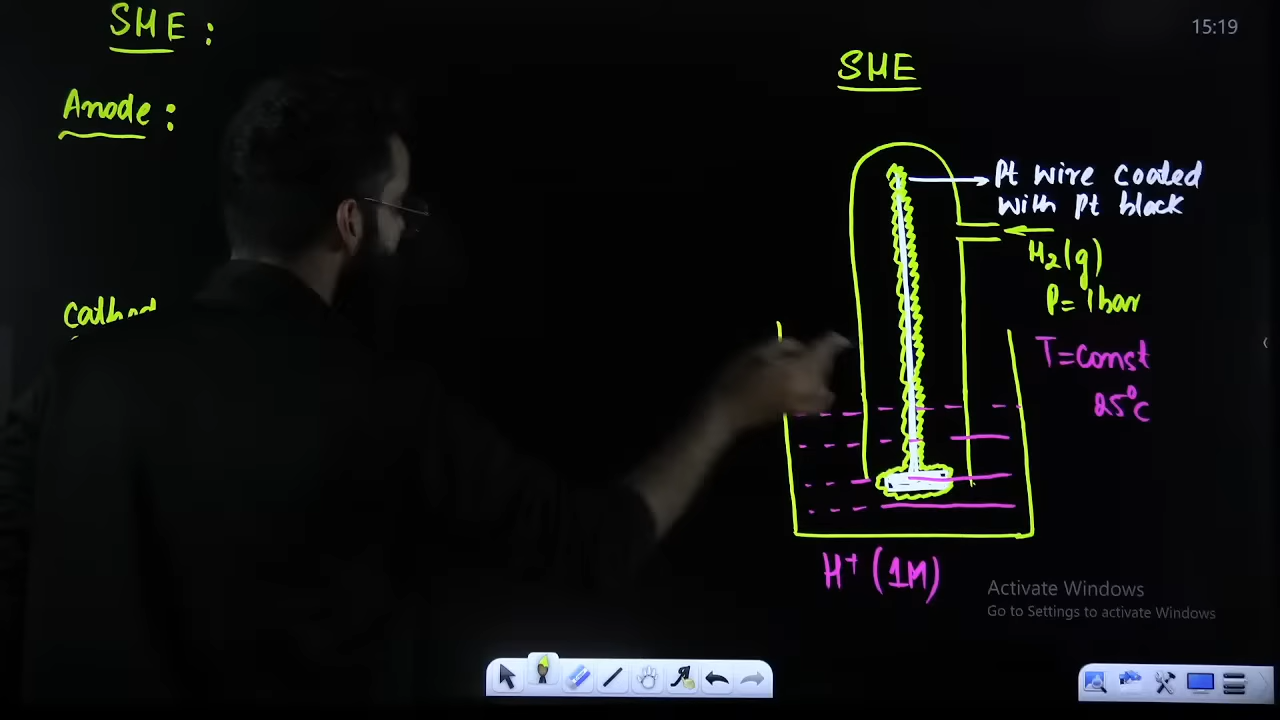 SHE :
Anode :
Cathod
15:19
SHE
Pt wire coated
with Pt black
H2(g)
P= 1bar
T=Const
25°C
H+ (1M)
Activate Windows
Go to Settings to activate Windows